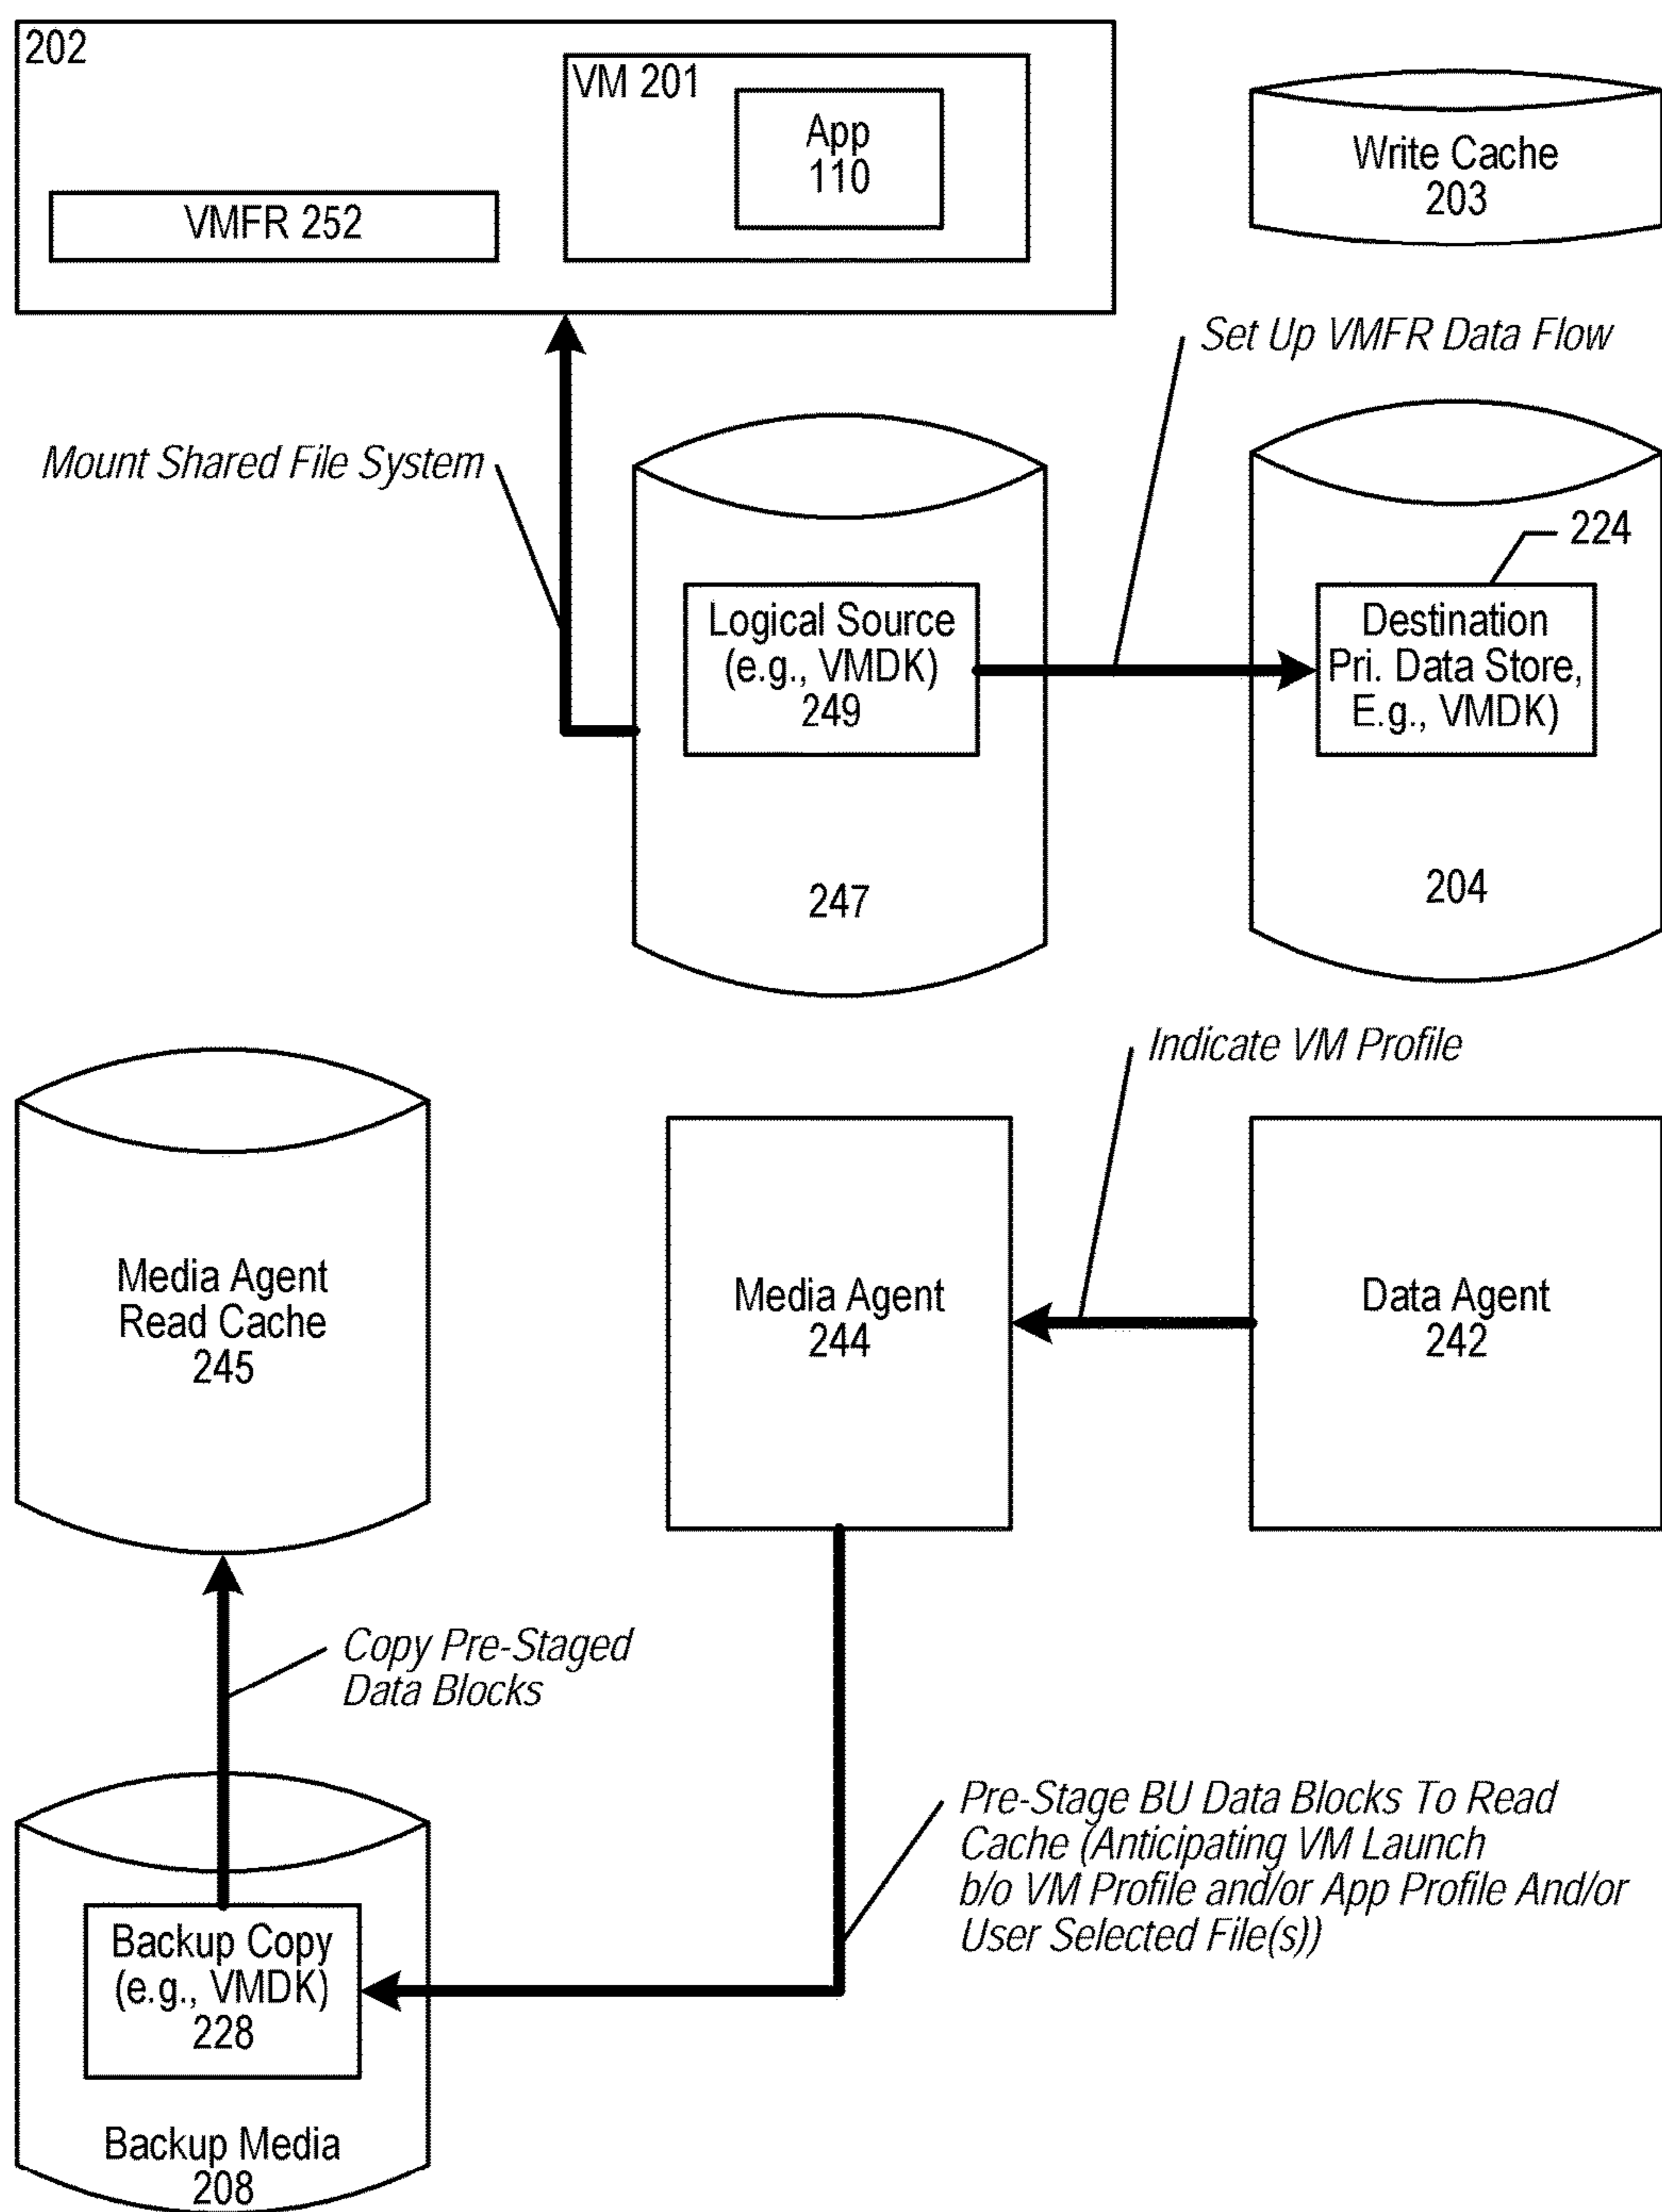 202
VM 201
App
110
VMFR 252
Write Cache
203
Set Up VMFR Data Flow
Mount Shared File System
224
Logical Source
(e.g., VMDK)
249
Destination
Pri. Data Store,
E.g., VMDK)
247
204
Indicate VM Profile
Media Agent
Read Cache
245
Media Agent
244
Data Agent
242
Copy Pre-Staged
Data Blocks
Pre-Stage BU Data Blocks To Read
Cache (Anticipating VM Launch
b/o VM Profile and/or App Profile And/or
User Selected File(s))
Backup Copy
(e.g., VMDK)
228
Backup Media
208